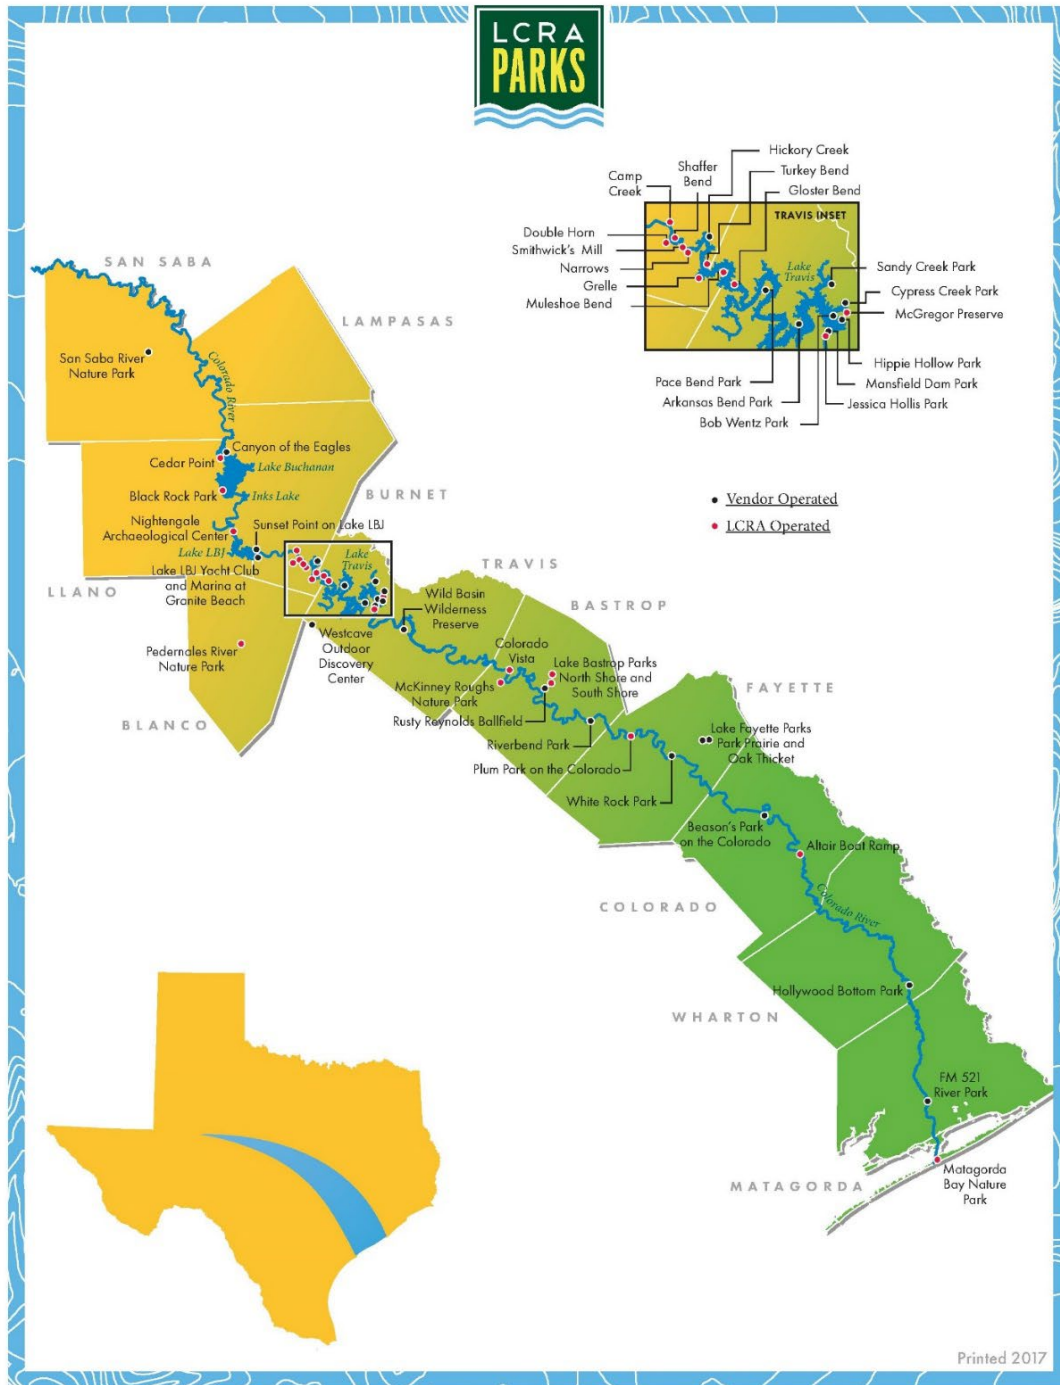 LCRA
PARKS
Hickory Creek
Shaffer
Bend
Turkey Bend
Camp
Creek
Gloster Bend
TRAVIS INSET
Double Horn
Smithwick's Mill
Narrows
Grelle
Muleshoe Bend
Lake
Travis
Sandy Creek Park
Cypress Creek Park
McGregor Preserve
Hippie Hollow Park
Pace Bend Park
Mansfield Dam Park
Arkansas Bend Park
Jessica Hollis Park
Bob Wentz Park
SAN SABA
LAMPASAS
San Saba River
Nature Park
Colorado
River
Canyon of the Eagles
Cedar Point
Lake Buchanan
Black Rock Park
Inks Lake
BURNET
Vendor Operated
LCRA Operated
Nightengale
Archaeological Center
Sunset Point on Lake LBJ
Lake LBJ
Lake
Travis
Lake LBJ Yacht Club
and Marina at
Granite Beach
LLANO
TRAVIS
Wild Basin
Wilderness
Preserve
BASTROP
Westcave
Outdoor
Discovery
Center
Pedernales River
Nature Park
Colorado
Vista
Lake Bastrop Parks
North Shore and
South Shore
McKinney Roughs
Nature Park
FAYETTE
BLANCO
Rusty Reynolds Ballfield
Lake Fayette Parks
Park Prairie and
Oak Thicket
Riverbend Park
Plum Park on the Colorado
White Rock Park
Beason's Park
on the Colorado
Altair Boat Ramp
COLORADO
Colorado
River
Hollywood Bottom Park
WHARTON
FM 521
River Park
MATAGORDA
Matagorda
Bay Nature
Park
Printed 2017